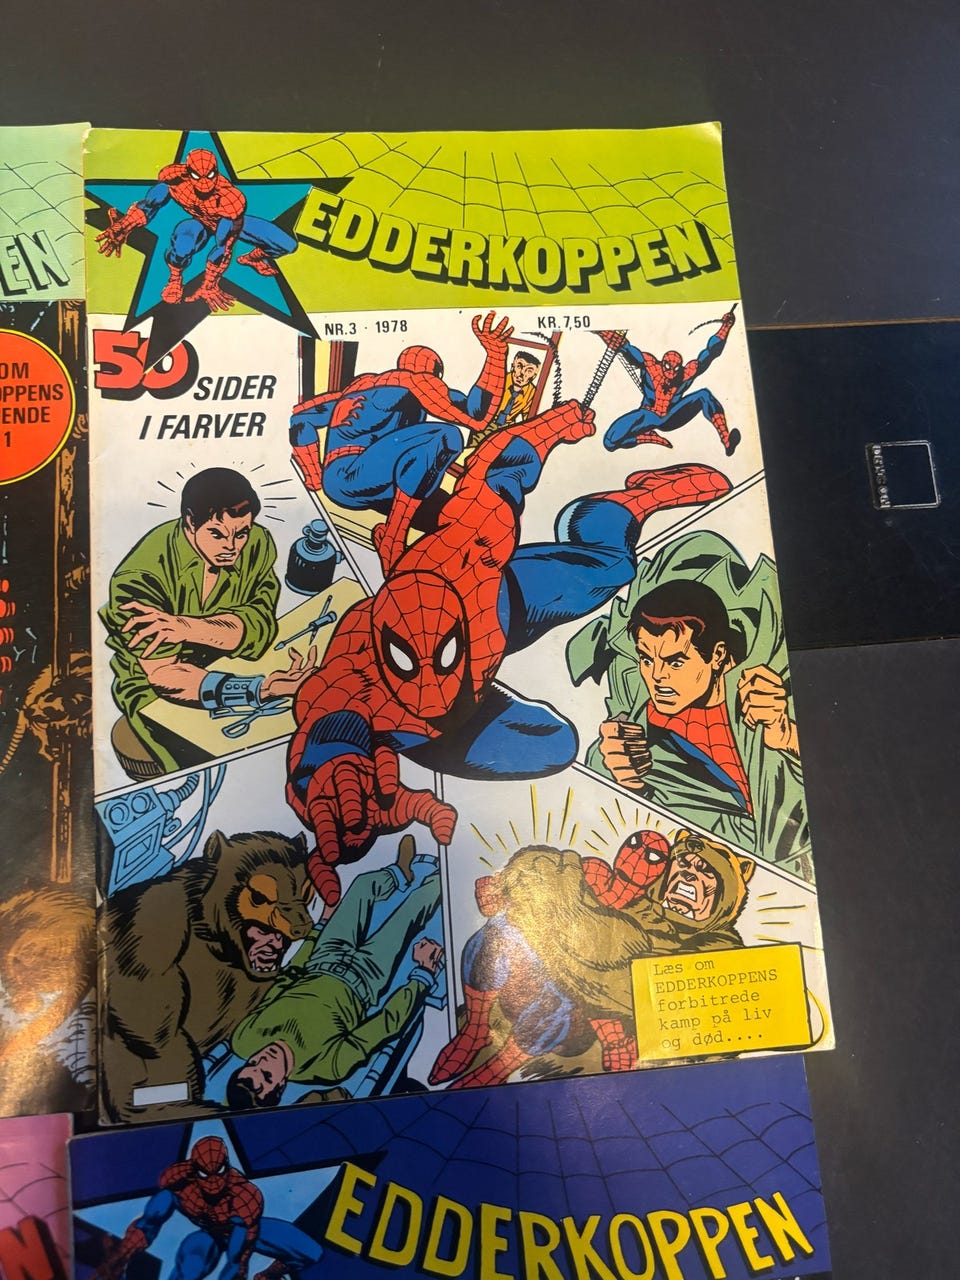 EDDERKOPPEN
NR.3 · 1978
KR. 7,50
50
SIDER
I FARVER
Læs om
EDDERKOPPENS
forbitrede
kamp på liv
og død....
EN
OM
OPPENS
ENDE
1
EDDERKOPPEN
N